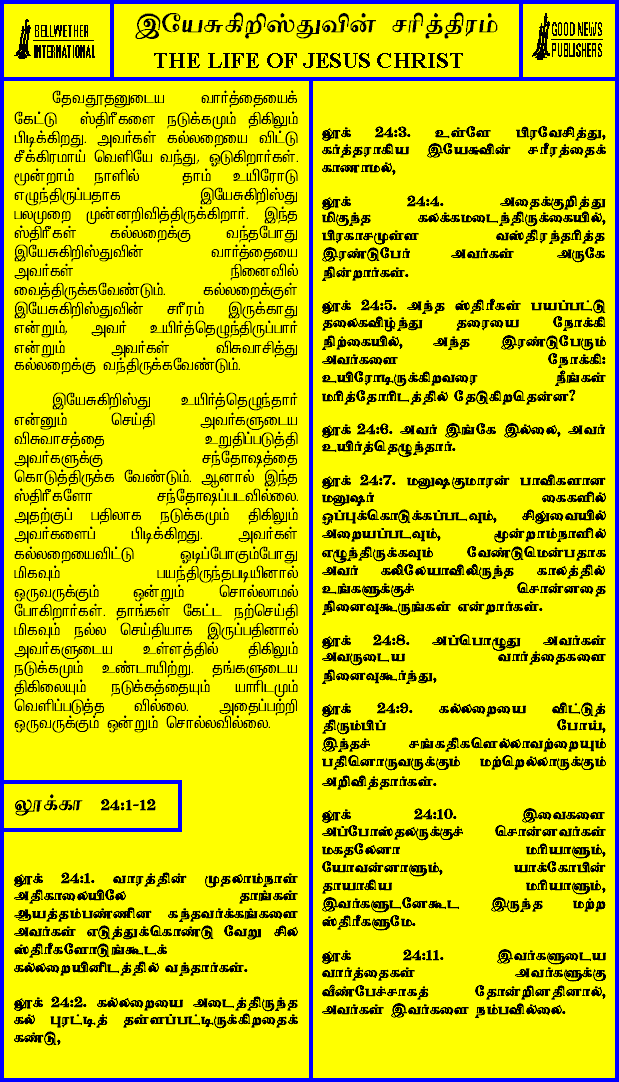 BELLWETHER
INTERNATIONAL
இயேசுகிறிஸ்துவின் சரித்திரம்
THE LIFE OF JESUS CHRIST
GOOD NEWS
PUBLISHERS
தேவதூதனுடைய வார்த்தையைக்
கேட்டு ஸ்திரீகளை நடுக்கமும் திகிலும்
பிடிக்கிறது. அவர்கள் கல்லறையை விட்டு
சீக்கிரமாய் வெளியே வந்து, ஓடுகிறார்கள்.
மூன்றாம் நாளில் தாம் உயிரோடு
எழுந்திருப்பதாக இயேசுகிறிஸ்து
பலமுறை முன்னறிவித்திருக்கிறார். இந்த
ஸ்திரீகள் கல்லறைக்கு வந்தபோது
இயேசுகிறிஸ்துவின் வார்த்தையை
அவர்கள் நினைவில்
வைத்திருக்கவேண்டும். கல்லறைக்குள்
இயேசுகிறிஸ்துவின் சரீரம் இருக்காது
என்றும், அவர் உயிர்த்தெழுந்திருப்பார்
என்றும் அவர்கள் விசுவாசித்து
கல்லறைக்கு வந்திருக்கவேண்டும்.
இயேசுகிறிஸ்து உயிர்த்தெழுந்தார்
என்னும் செய்தி அவர்களுடைய
விசுவாசத்தை உறுதிப்படுத்தி
அவர்களுக்கு சந்தோஷத்தை
கொடுத்திருக்க வேண்டும். ஆனால் இந்த
ஸ்திரீகளோ சந்தோஷப்படவில்லை.
அதற்குப் பதிலாக நடுக்கமும் திகிலும்
அவர்களைப் பிடிக்கிறது. அவர்கள்
கல்லறையைவிட்டு ஓடிப்போகும்போது
மிகவும் பயந்திருந்தபடியினால்
ஒருவருக்கும் ஒன்றும் சொல்லாமல்
போகிறார்கள். தாங்கள் கேட்ட நற்செய்தி
மிகவும் நல்ல செய்தியாக இருப்பதினால்
அவர்களுடைய உள்ளத்தில் திகிலும்
நடுக்கமும் உண்டாயிற்று. தங்களுடைய
திகிலையும் நடுக்கத்தையும் யாரிடமும்
வெளிப்படுத்த வில்லை. அதைப்பற்றி
ஒருவருக்கும் ஒன்றும் சொல்லவில்லை.
லூக்கா 24:1-12
லூக் 24:1. வாரத்தின் முதலாம்நாள்
அதிகாலையிலே தாங்கள்
ஆயத்தம்பண்ணின கந்தவர்க்கங்களை
அவர்கள் எடுத்துக்கொண்டு வேறு சில
ஸ்திரீகளோடுங்கூடக்
கல்லறையினிடத்தில் வந்தார்கள்.
லூக் 24:2. கல்லறையை அடைத்திருந்த
கல் புரட்டித் தள்ளப்பட்டிருக்கிறதைக்
கண்டு,
லூக் 24:3. உள்ளே பிரவேசித்து,
கர்த்தராகிய இயேசுவின் சரீரத்தைக்
காணாமல்,
லூக் 24:4. அதைக்குறித்து
மிகுந்த கலக்கமடைந்திருக்கையில்,
பிரகாசமுள்ள வஸ்திரந்தரித்த
இரண்டுபேர் அவர்கள் அருகே
நின்றார்கள்.
லூக் 24:5. அந்த ஸ்திரீகள் பயப்பட்டு
தலைகவிழ்ந்து தரையை நோக்கி
நிற்கையில், அந்த இரண்டுபேரும்
அவர்களை நோக்கி:
உயிரோடிருக்கிறவரை நீங்கள்
மரித்தோரிடத்தில் தேடுகிறதென்ன?
லூக் 24:6. அவர் இங்கே இல்லை, அவர்
உயிர்த்தெழுந்தார்.
லூக் 24:7. மனுஷகுமாரன் பாவிகளான
மனுஷர் கைகளில்
ஒப்புக்கொடுக்கப்படவும், சிலுவையில்
அறையப்படவும், மூன்றாம்நாளில்
எழுந்திருக்கவும் வேண்டுமென்பதாக
அவர் கலிலேயாவிலிருந்த காலத்தில்
உங்களுக்குச் சொன்னதை
நினைவுகூருங்கள் என்றார்கள்.
லூக் 24:8. அப்பொழுது அவர்கள்
அவருடைய வார்த்தைகளை
நினைவுகூர்ந்து,
லூக் 24:9. கல்லறையை விட்டுத்
திரும்பிப் போய்,
இந்தச் சங்கதிகளெல்லாவற்றையும்
பதினொருவருக்கும் மற்றெல்லாருக்கும்
அறிவித்தார்கள்.
லூக் 24:10. இவைகளை
அப்போஸ்தலருக்குச் சொன்னவர்கள்
மகதலேனா மரியாளும்,
யோவன்னாளும், யாக்கோபின்
தாயாகிய மரியாளும்,
இவர்களுடனேகூட இருந்த மற்ற
ஸ்திரீகளுமே.
லூக் 24:11. இவர்களுடைய
வார்த்தைகள் அவர்களுக்கு
வீண்பேச்சாகத் தோன்றினதினால்,
அவர்கள் இவர்களை நம்பவில்லை.